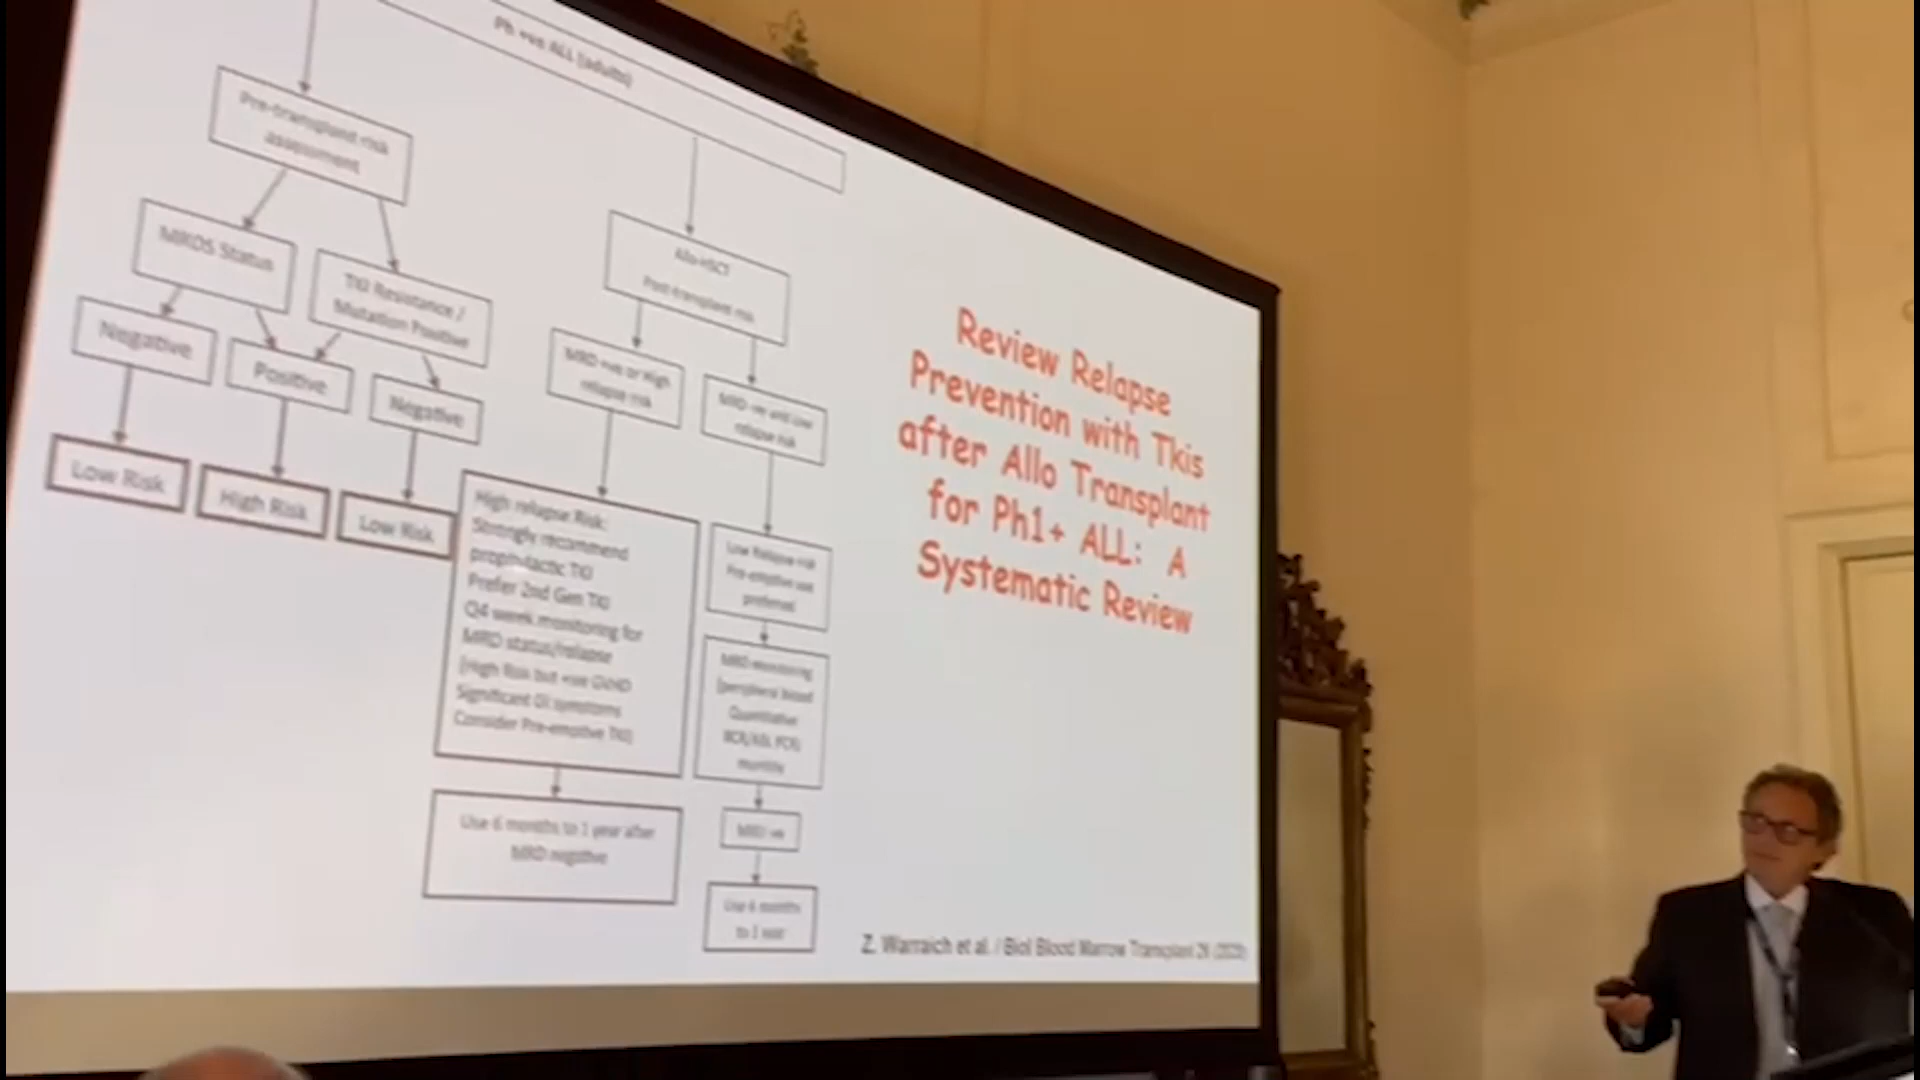 Ph +ve ALL (adults)
Pre-transplant risk
assessment
MRDS Status
TKI Resistance /
Mutation Positive
Negative
Positive
Negative
Low Risk
High Risk
Low Risk
Allo-HSCT
Post-transplant risk
MRD +ve or High
relapse risk
MRD -ve and Low
relapse risk
High relapse Risk:
Strongly recommend
prophylactic TKI
Prefer 2nd Gen TKI
Q4 week monitoring for
MRD status/relapse
(High Risk but +ve GVHD
Significant GI symptoms
Consider Pre-emptive TKI)
Use 6 months to 1 year after
MRD negative
Low Relapse risk
Pre-emptive use
preferred
MRD Monitoring
(peripheral blood
Quantitative
BCR/ABL PCR)
monthly
MRD +ve
Use 6 months
to 1 year
Review Relapse
Prevention with Tkis
after Allo Transplant
for Ph1+ ALL: A
Systematic Review
Z. Warraich et al. / Biol Blood Marrow Transplant 26 (2020)